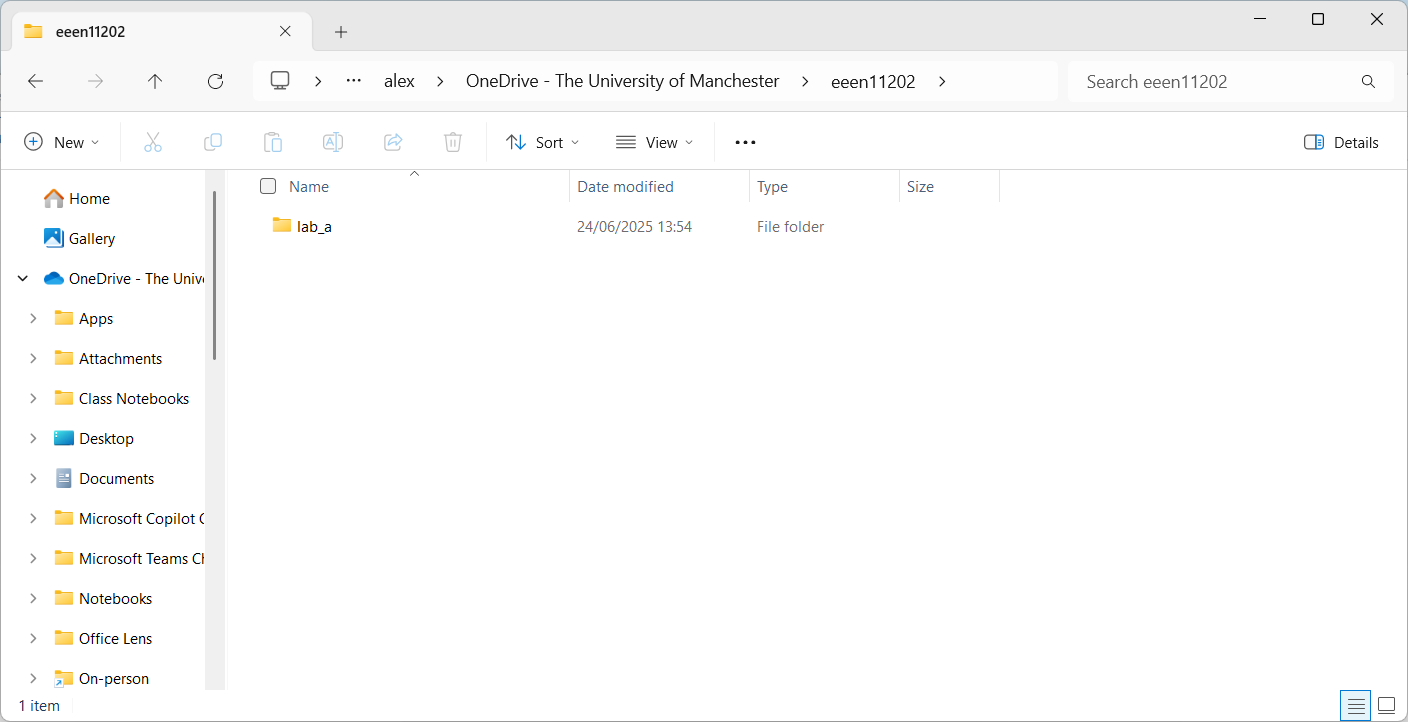 eeen11202
alex OneDrive - The University of Manchester eeen11202 Search eeen11202
New Sort View Details
Name Date modified Type Size
lab_a 24/06/2025 13:54 File folder
Home
Gallery
OneDrive - The Unive
Apps
Attachments
Class Notebooks
Desktop
Documents
Microsoft Copilot C
Microsoft Teams Ch
Notebooks
Office Lens
On-person
1 item